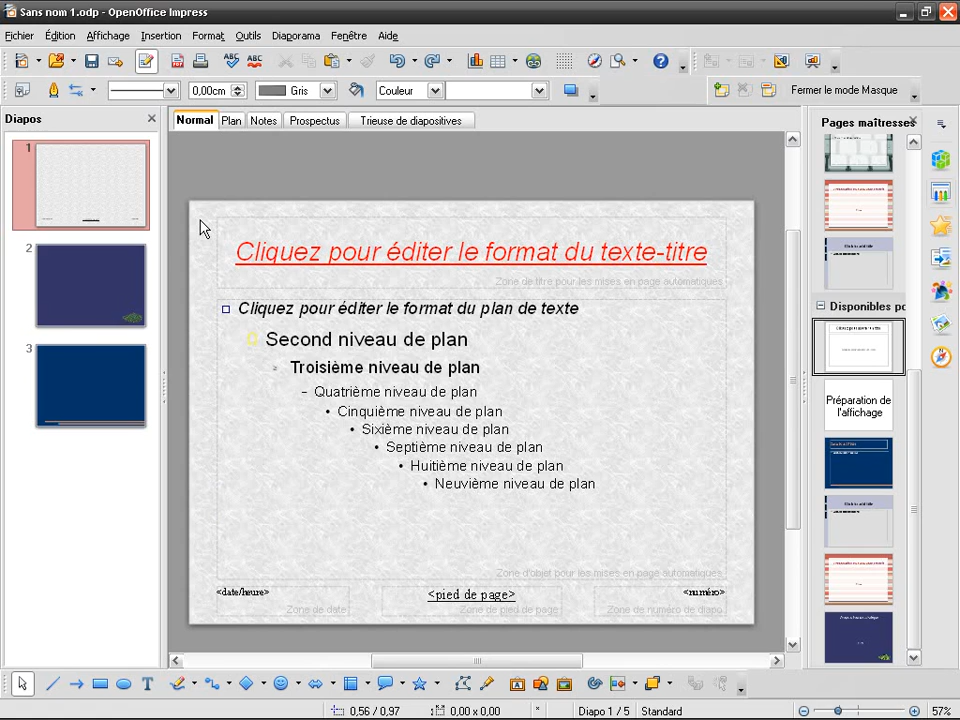 Sans nom 1.odp - OpenOffice Impress
Fichier Édition Affichage Insertion Format Outils Diaporama Fenêtre Aide
0,00cm Gris Couleur Fermer le mode Masque
Diapos
Normal Plan Notes Prospectus Trieuse de diapositives
Pages maîtresses
1
2
3
Cliquez pour éditer le format du texte-titre
Zone de titre pour les mises en page automatiques
Cliquez pour éditer le format du plan de texte
Second niveau de plan
Troisième niveau de plan
– Quatrième niveau de plan
• Cinquième niveau de plan
• Sixième niveau de plan
• Septième niveau de plan
• Huitième niveau de plan
• Neuvième niveau de plan
Zone d'objet pour les mises en page automatiques
<date/heure>
Zone de date
<pied de page>
Zone de pied de page
<numéro>
Zone de numéro de diapo
Disponibles po
Préparation de
l'affichage
0,56 / 0,97 0,00 x 0,00 * Diapo 1 / 5 Standard 57%